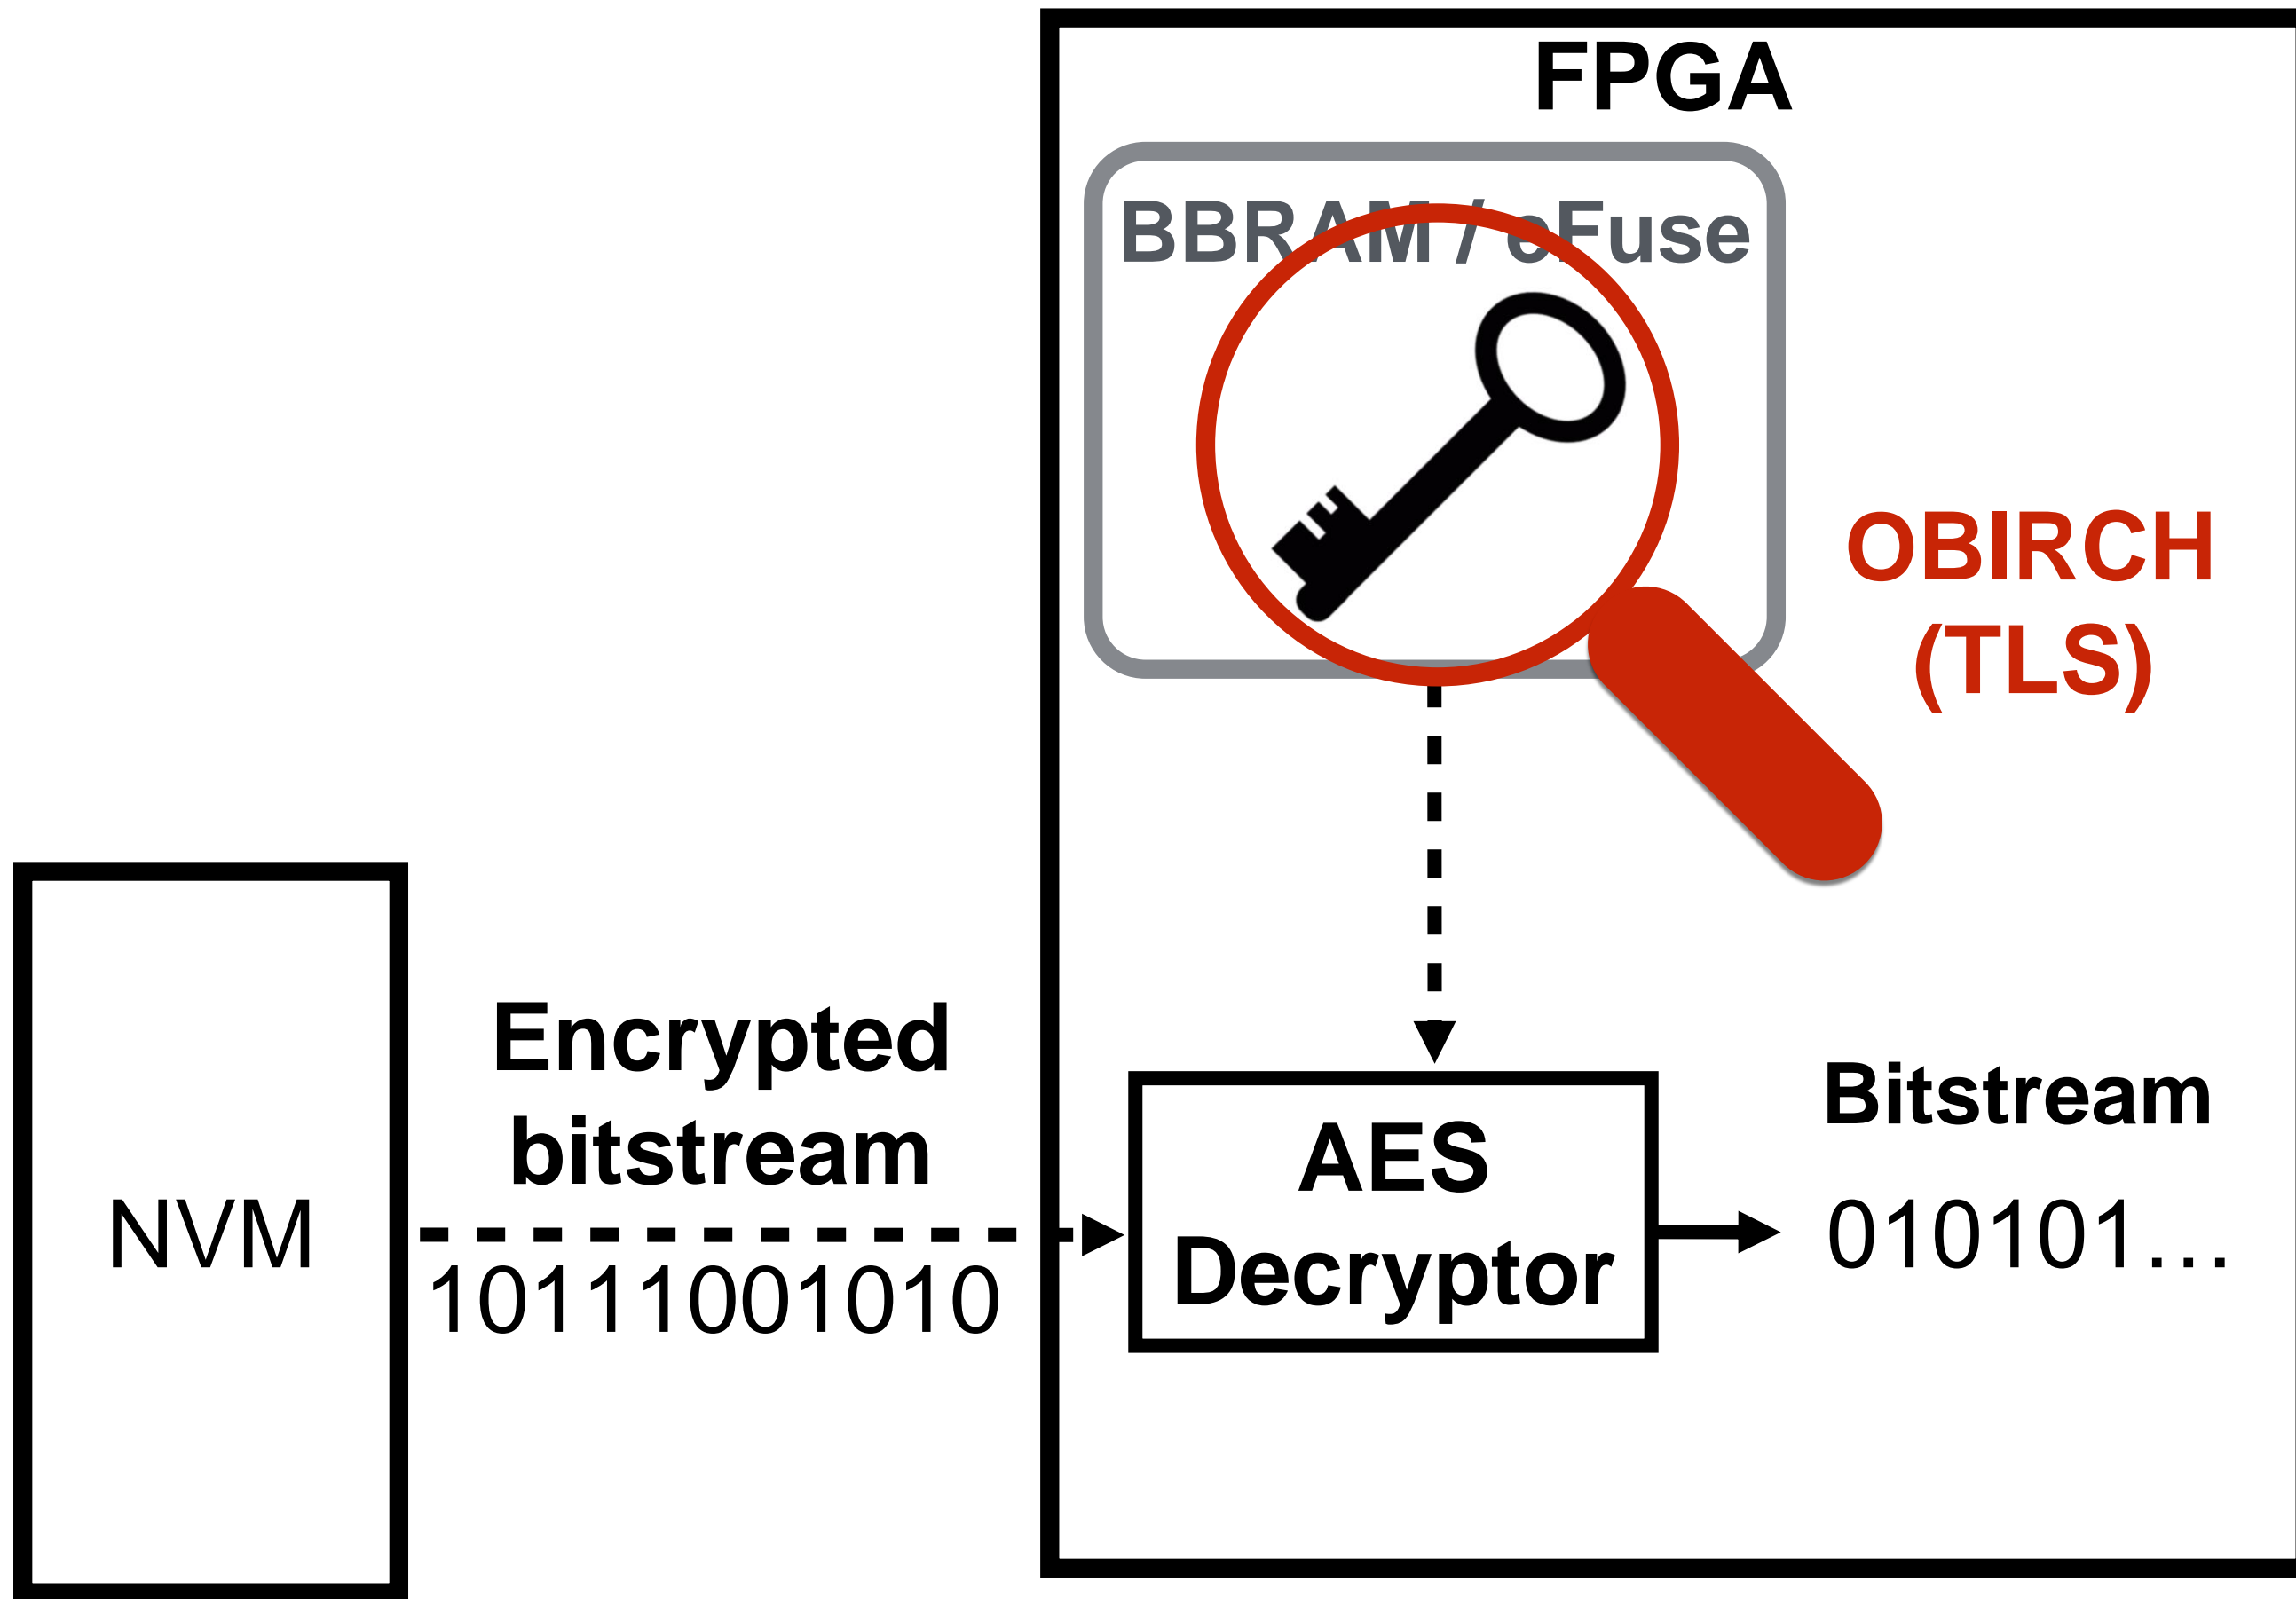 FPGA
BBRAM / eFuse
OBIRCH
(TLS)
Encrypted
bitstream
NVM
10111001010
AES
Decryptor
Bitstream
010101...